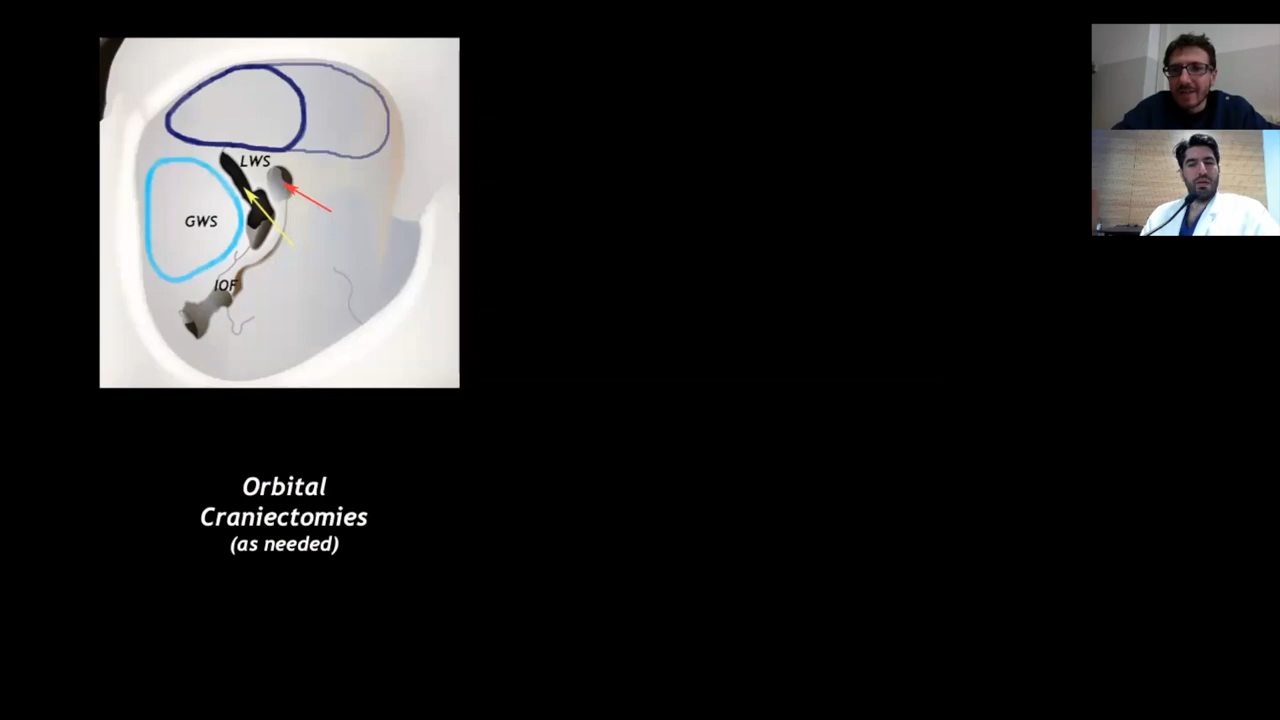 LWS
GWS
IOF
Orbital
Craniectomies
(as needed)